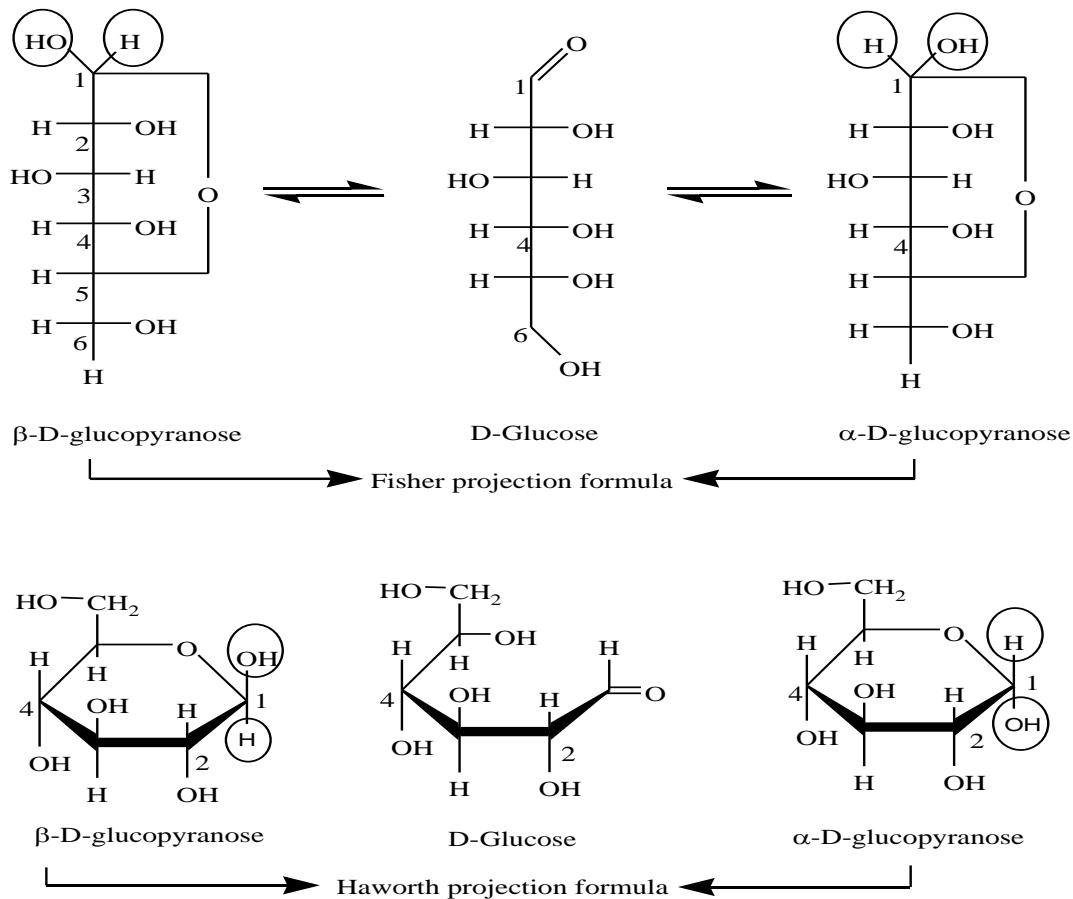 HO H
1
H OH
2
HO H
3
O
H OH
4
H
5
H OH
6
H
β-D-glucopyranose
O
1
H OH
HO H
H OH
4
H OH
6
OH
D-Glucose
H OH
1
H OH
HO H
O
H OH
4
H
H OH
H
α-D-glucopyranose
Fisher projection formula
HO CH2
O
H H OH
4 OH H 1
H
2
OH H OH
β-D-glucopyranose
HO CH2
OH H
H H
4 OH H O
OH 2
H OH
D-Glucose
HO CH2
O H
H H
4 OH H 1
OH
OH 2
H OH
α-D-glucopyranose
Haworth projection formula